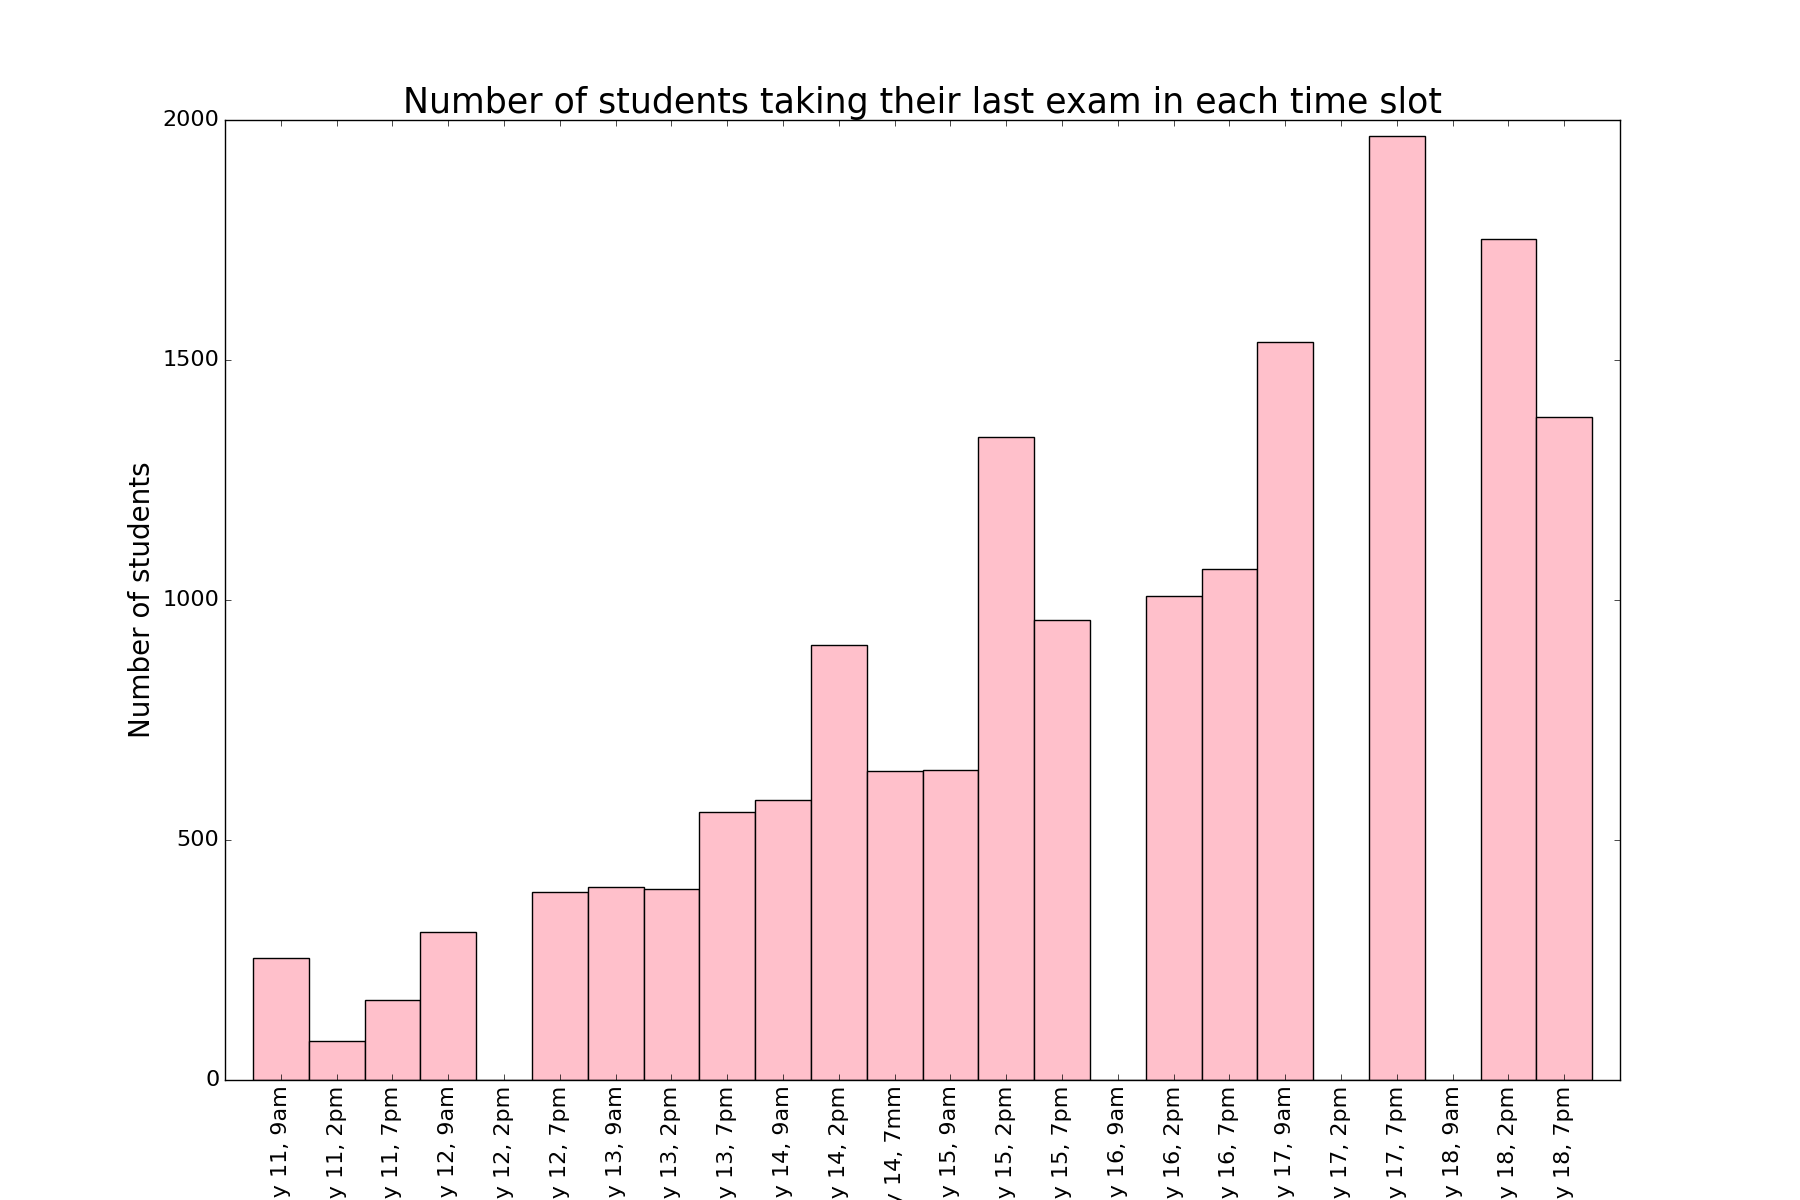 Number of students taking their last exam in each time slot
Number of students
2000
1500
1000
500
0
y 11, 9am
y 11, 2pm
y 11, 7pm
y 12, 9am
y 12, 2pm
y 12, 7pm
y 13, 9am
y 13, 2pm
y 13, 7pm
y 14, 9am
y 14, 2pm
y 14, 7mm
y 15, 9am
y 15, 2pm
y 15, 7pm
y 16, 9am
y 16, 2pm
y 16, 7pm
y 17, 9am
y 17, 2pm
y 17, 7pm
y 18, 9am
y 18, 2pm
y 18, 7pm